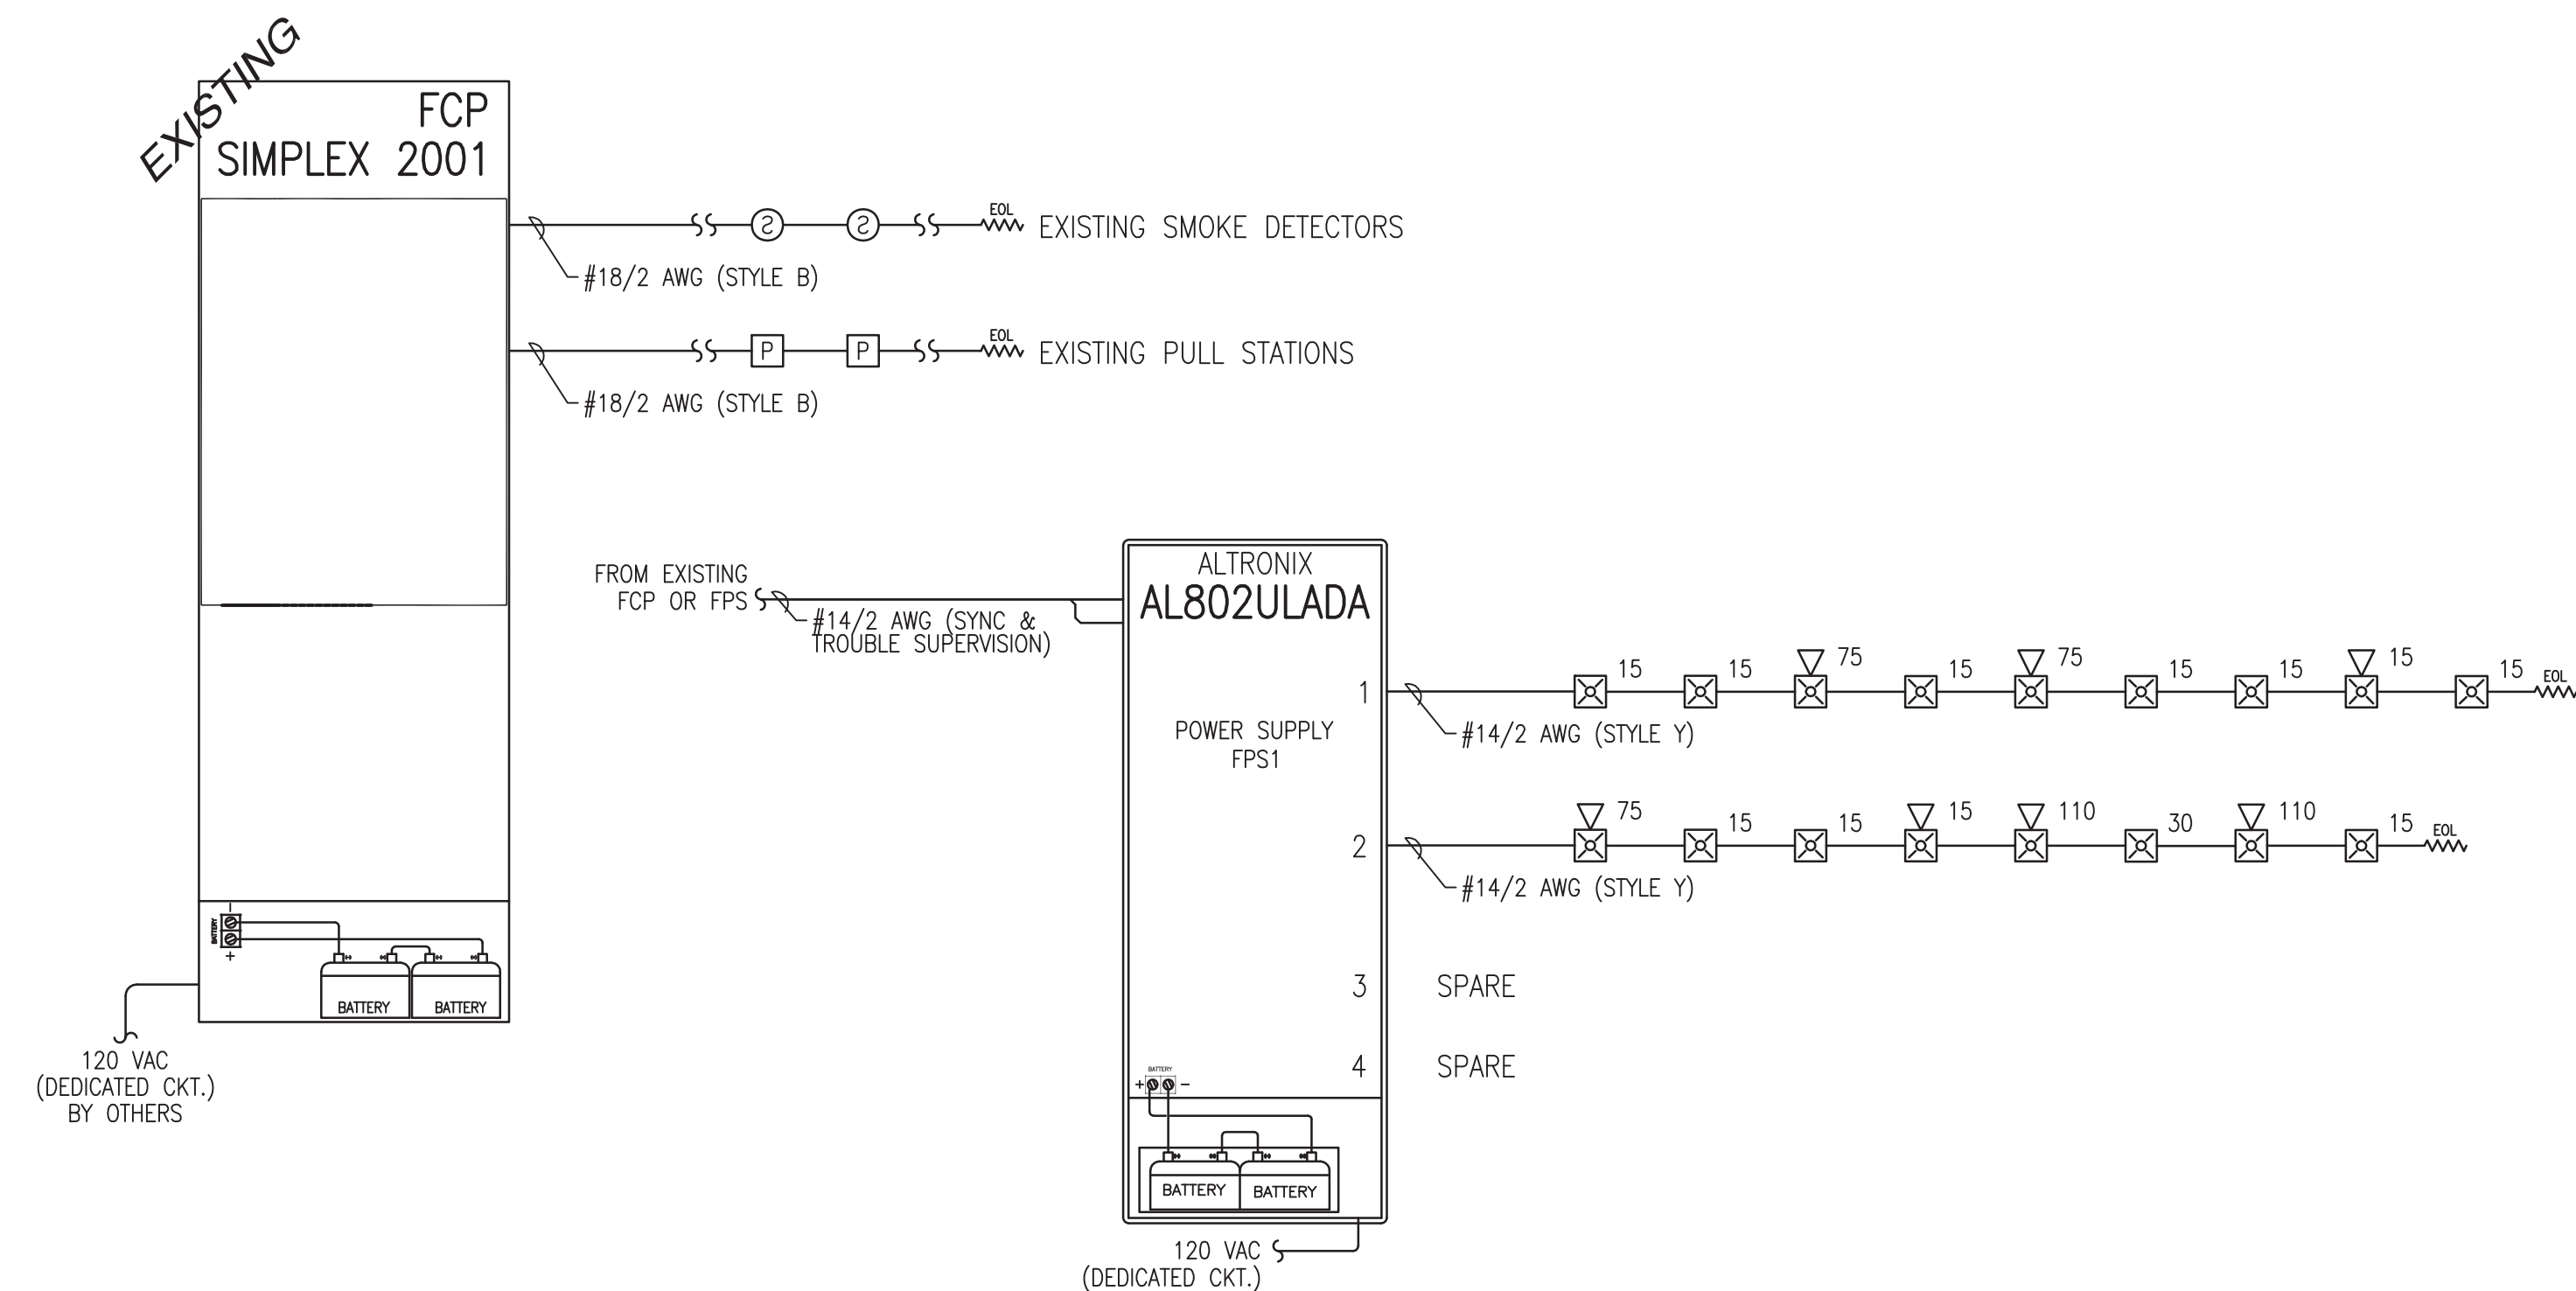 EXISTING
FCP
SIMPLEX 2001
EOL
EXISTING SMOKE DETECTORS
#18/2 AWG (STYLE B)
P
P
EOL
EXISTING PULL STATIONS
#18/2 AWG (STYLE B)
BATTERY
-
+
BATTERY
BATTERY
120 VAC
(DEDICATED CKT.)
BY OTHERS
FROM EXISTING
FCP OR FPS
#14/2 AWG (SYNC &
TROUBLE SUPERVISION)
ALTRONIX
AL802ULADA
POWER SUPPLY
FPS1
1
#14/2 AWG (STYLE Y)
15 15 75 15 75 15 15 15 15 EOL
2
#14/2 AWG (STYLE Y)
75 15 15 15 110 30 110 15 EOL
3 SPARE
4 SPARE
BATTERY
+ -
BATTERY BATTERY
120 VAC
(DEDICATED CKT.)